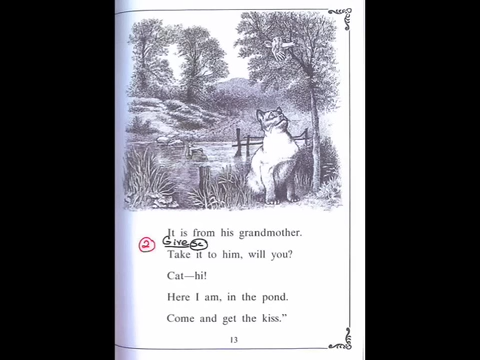 It is from his grandmother.
2 Give sc
Take it to him, will you?
Cat—hi!
Here I am, in the pond.
Come and get the kiss.”
13